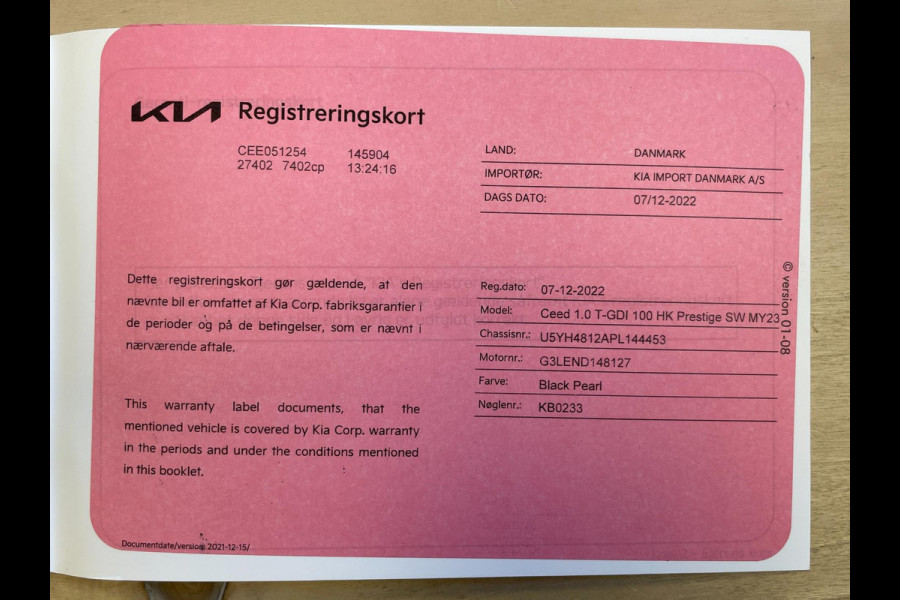 KIA Registreringskort
CEE051254 145904
27402 7402cp 13:24:16
LAND: DANMARK
IMPORTØR: KIA IMPORT DANMARK A/S
DAGS DATO: 07/12-2022
Dette registreringskort gør gældende, at den
nævnte bil er omfattet af Kia Corp. fabriksgarantier i
de perioder og på de betingelser, som er nævnt i
nærværende aftale.
This warranty label documents, that the
mentioned vehicle is covered by Kia Corp. warranty
in the periods and under the conditions mentioned
in this booklet.
Reg.dato: 07-12-2022
Model: Ceed 1.0 T-GDI 100 HK Prestige SW MY23
Chassisnr.: U5YH4812APL144453
Motornr.: G3LEND148127
Farve: Black Pearl
Nøglenr.: KB0233
© version 01-08
Documentdate/version 2021-12-15/